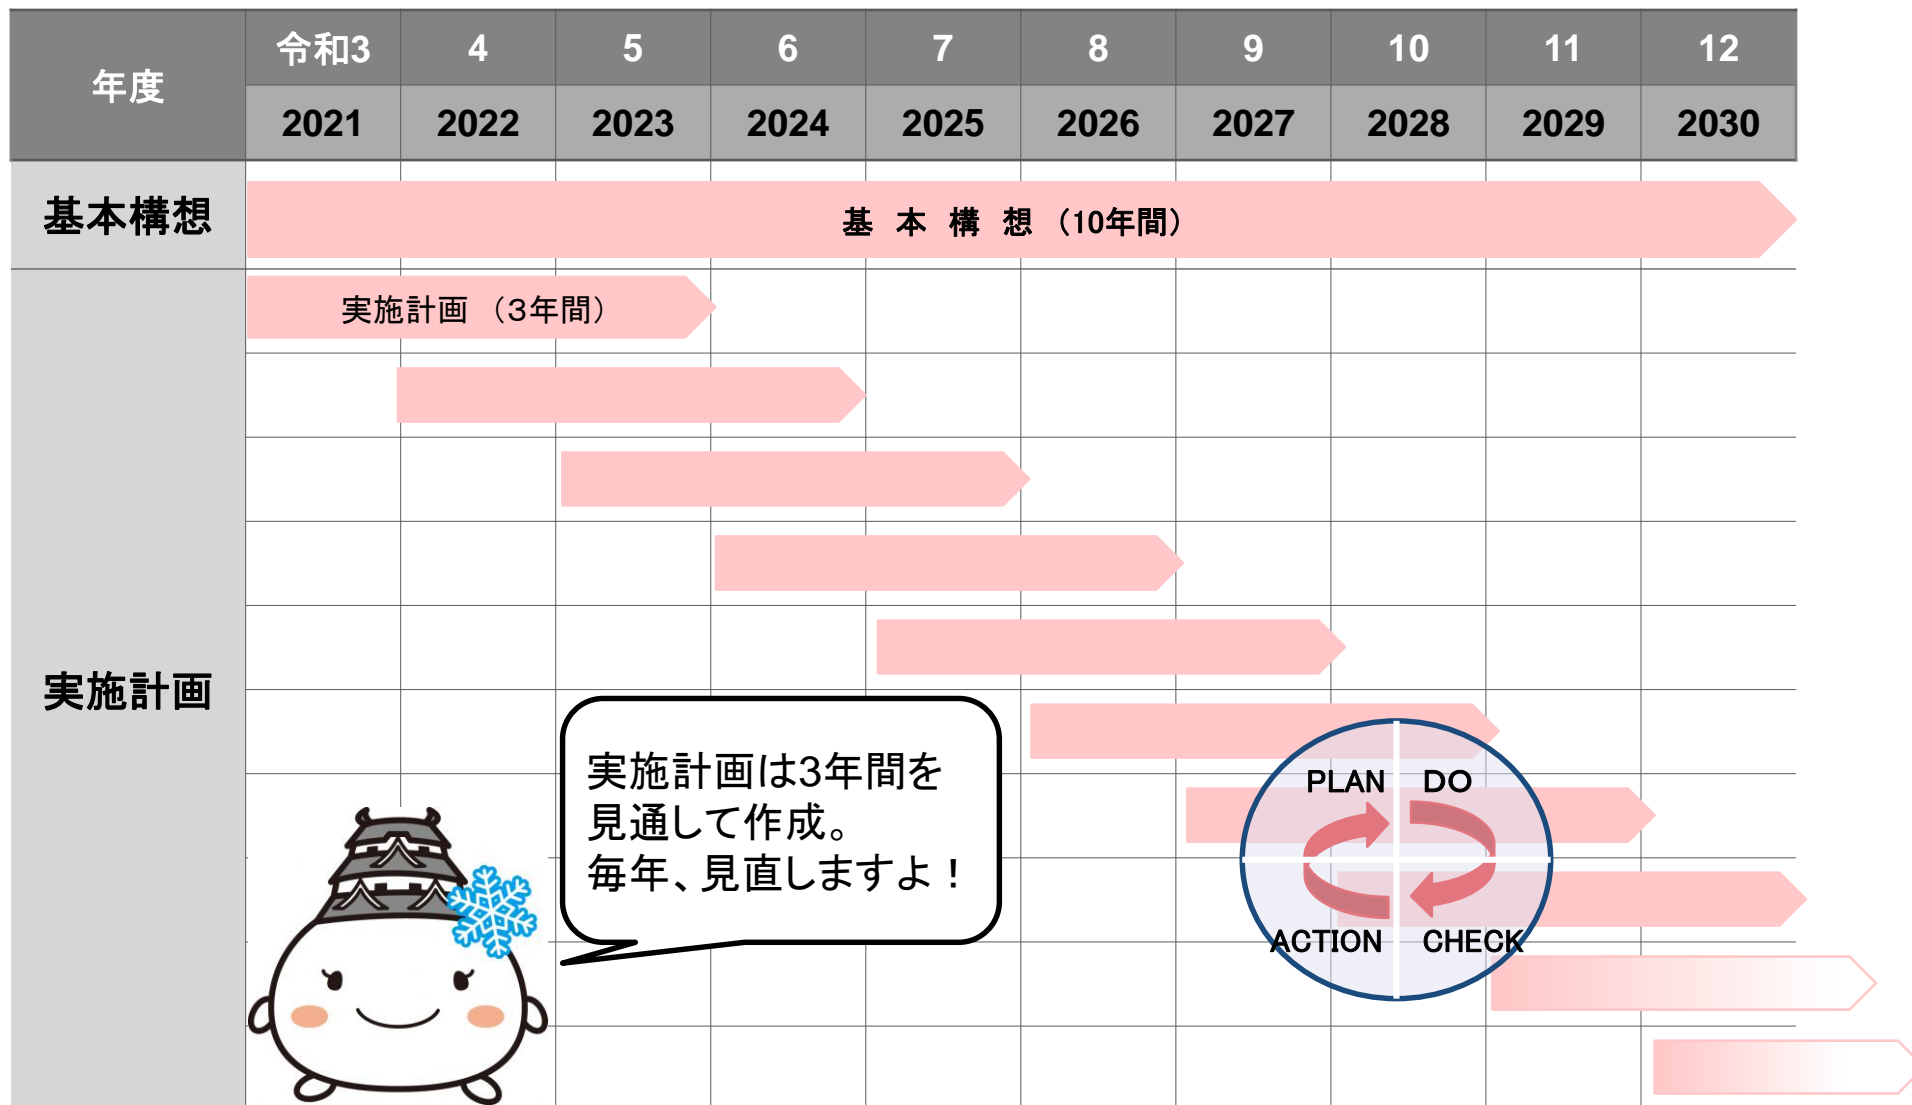 年度
令和3 4 5 6 7 8 9 10 11 12
2021 2022 2023 2024 2025 2026 2027 2028 2029 2030
基本構想
基 本 構 想 （10年間）
実施計画
実施計画 （３年間）
実施計画は3年間を
見通して作成。
毎年、見直しますよ！
PLAN DO
ACTION CHECK